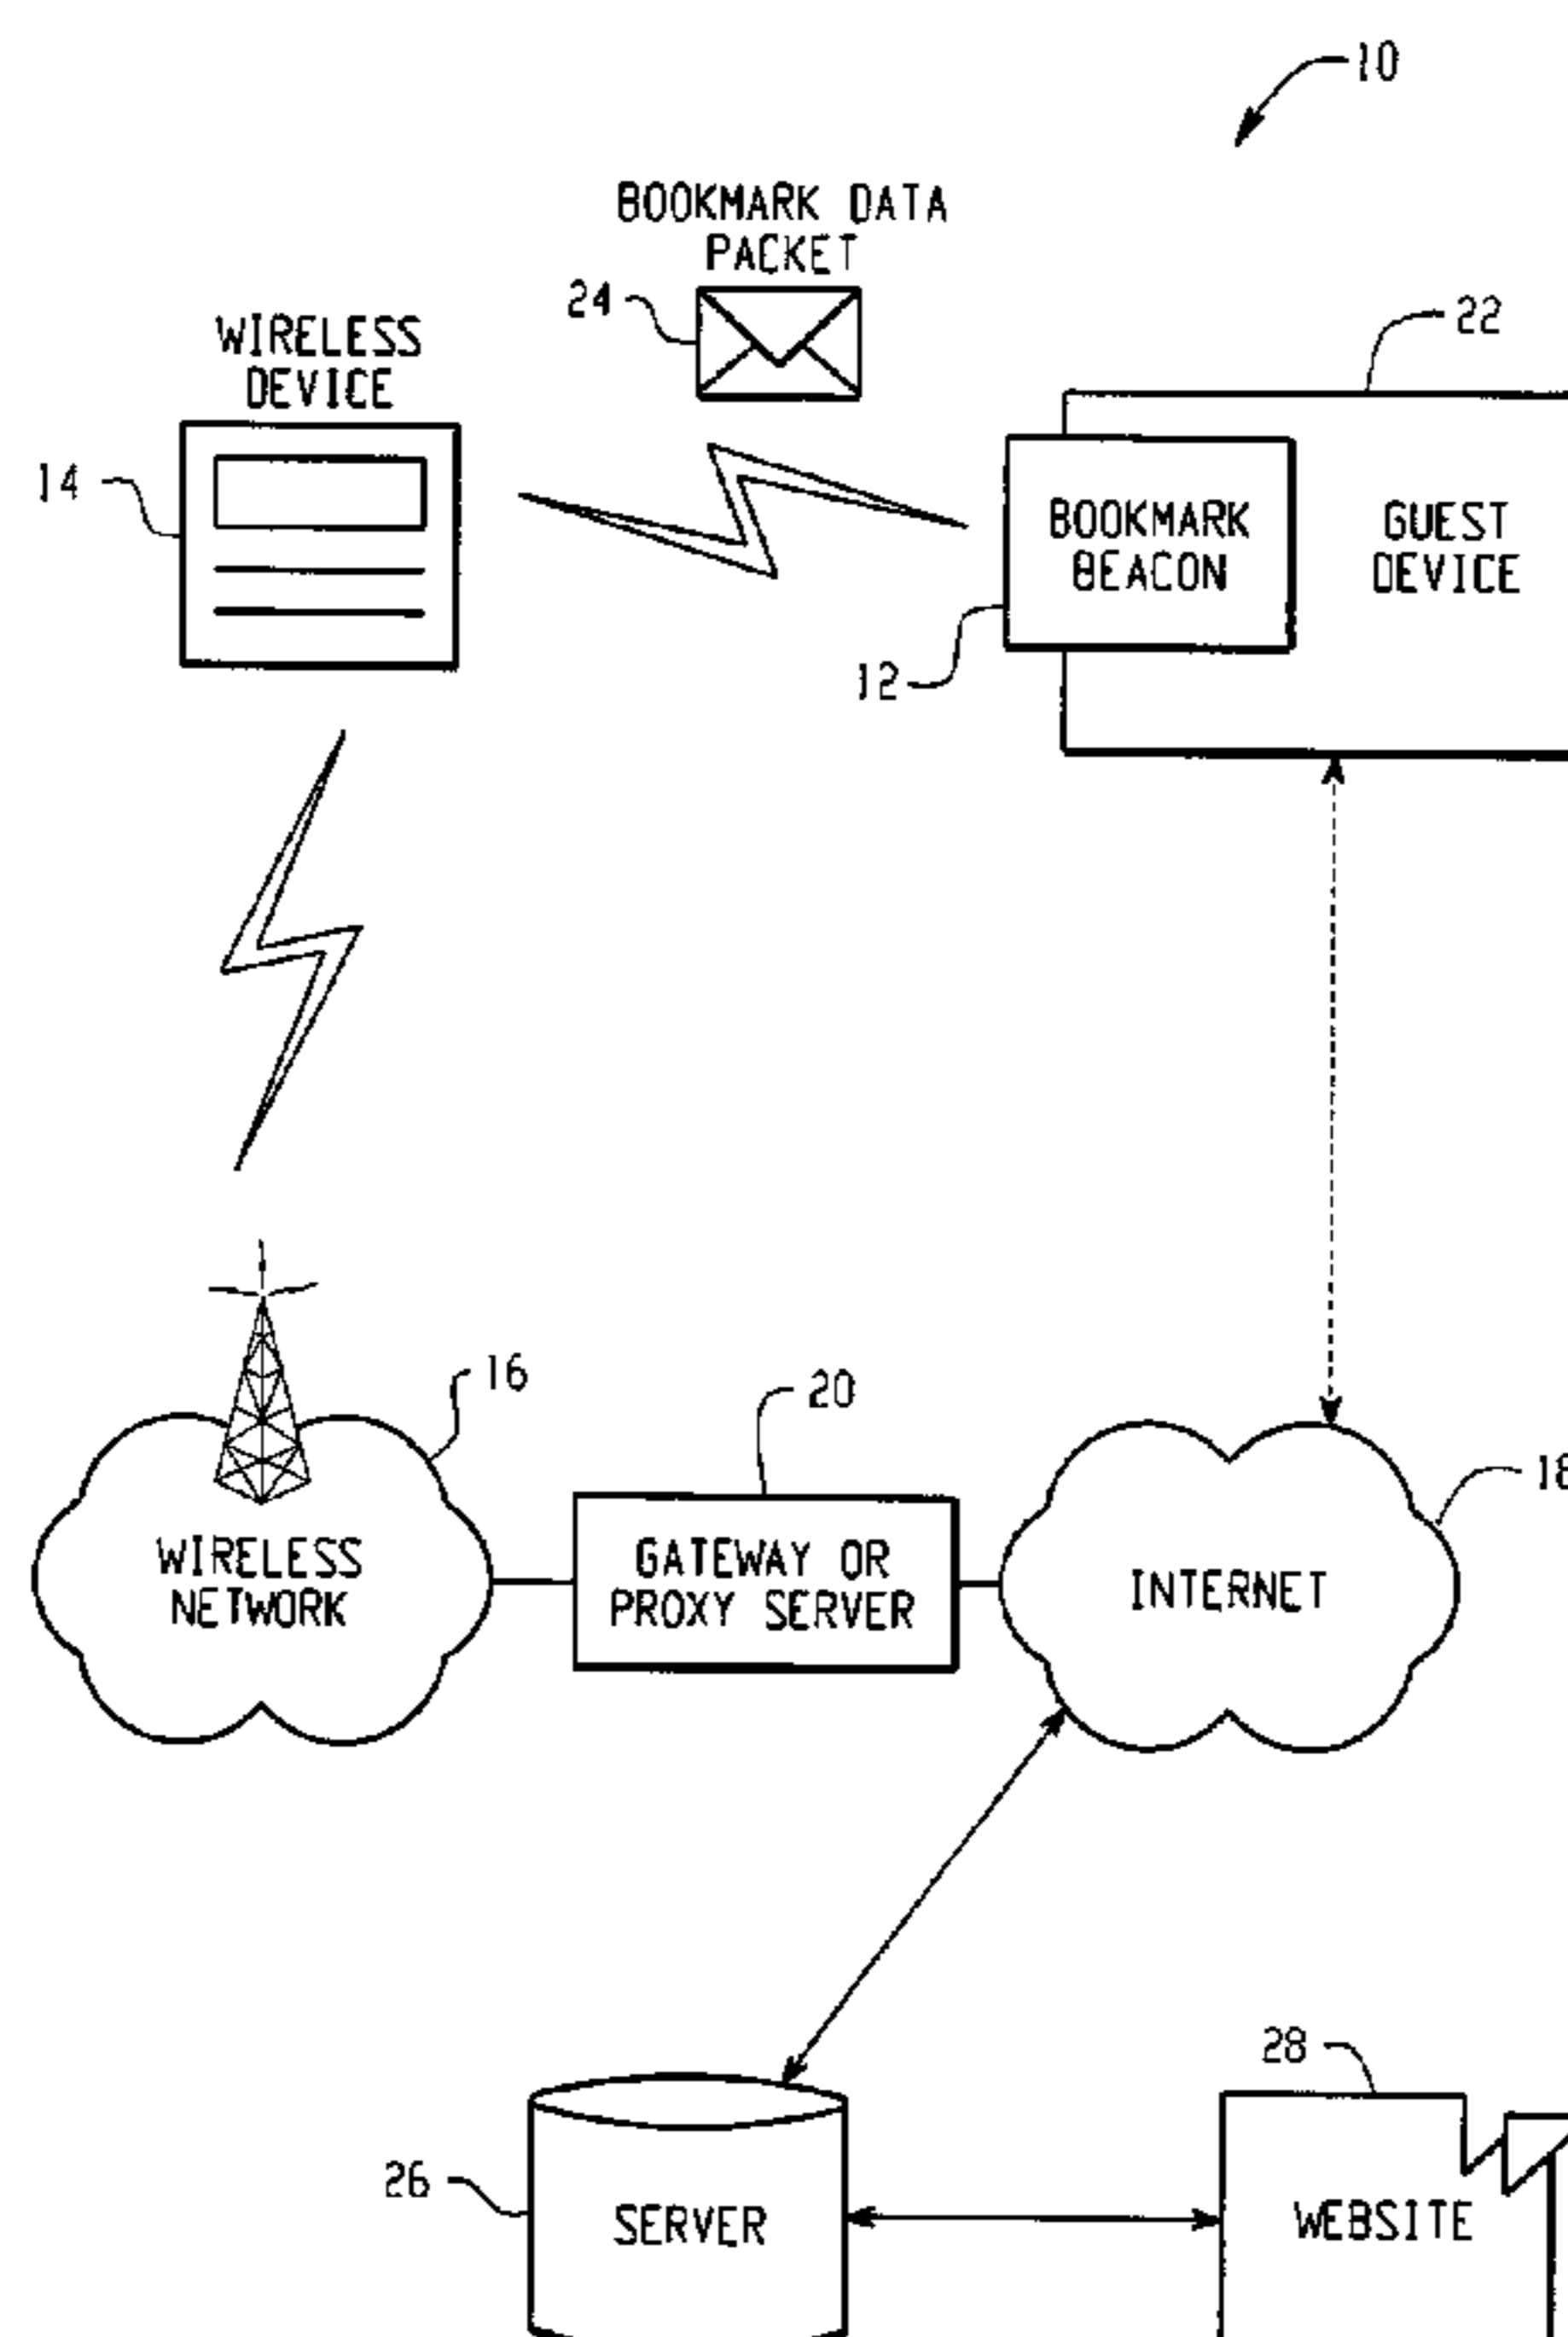 10
BOOKMARK DATA
PACKET
24
22
WIRELESS
DEVICE
14
BOOKMARK
BEACON
GUEST
DEVICE
12
16
20
18
WIRELESS
NETWORK
GATEWAY OR
PROXY SERVER
INTERNET
28
26
SERVER
WEBSITE